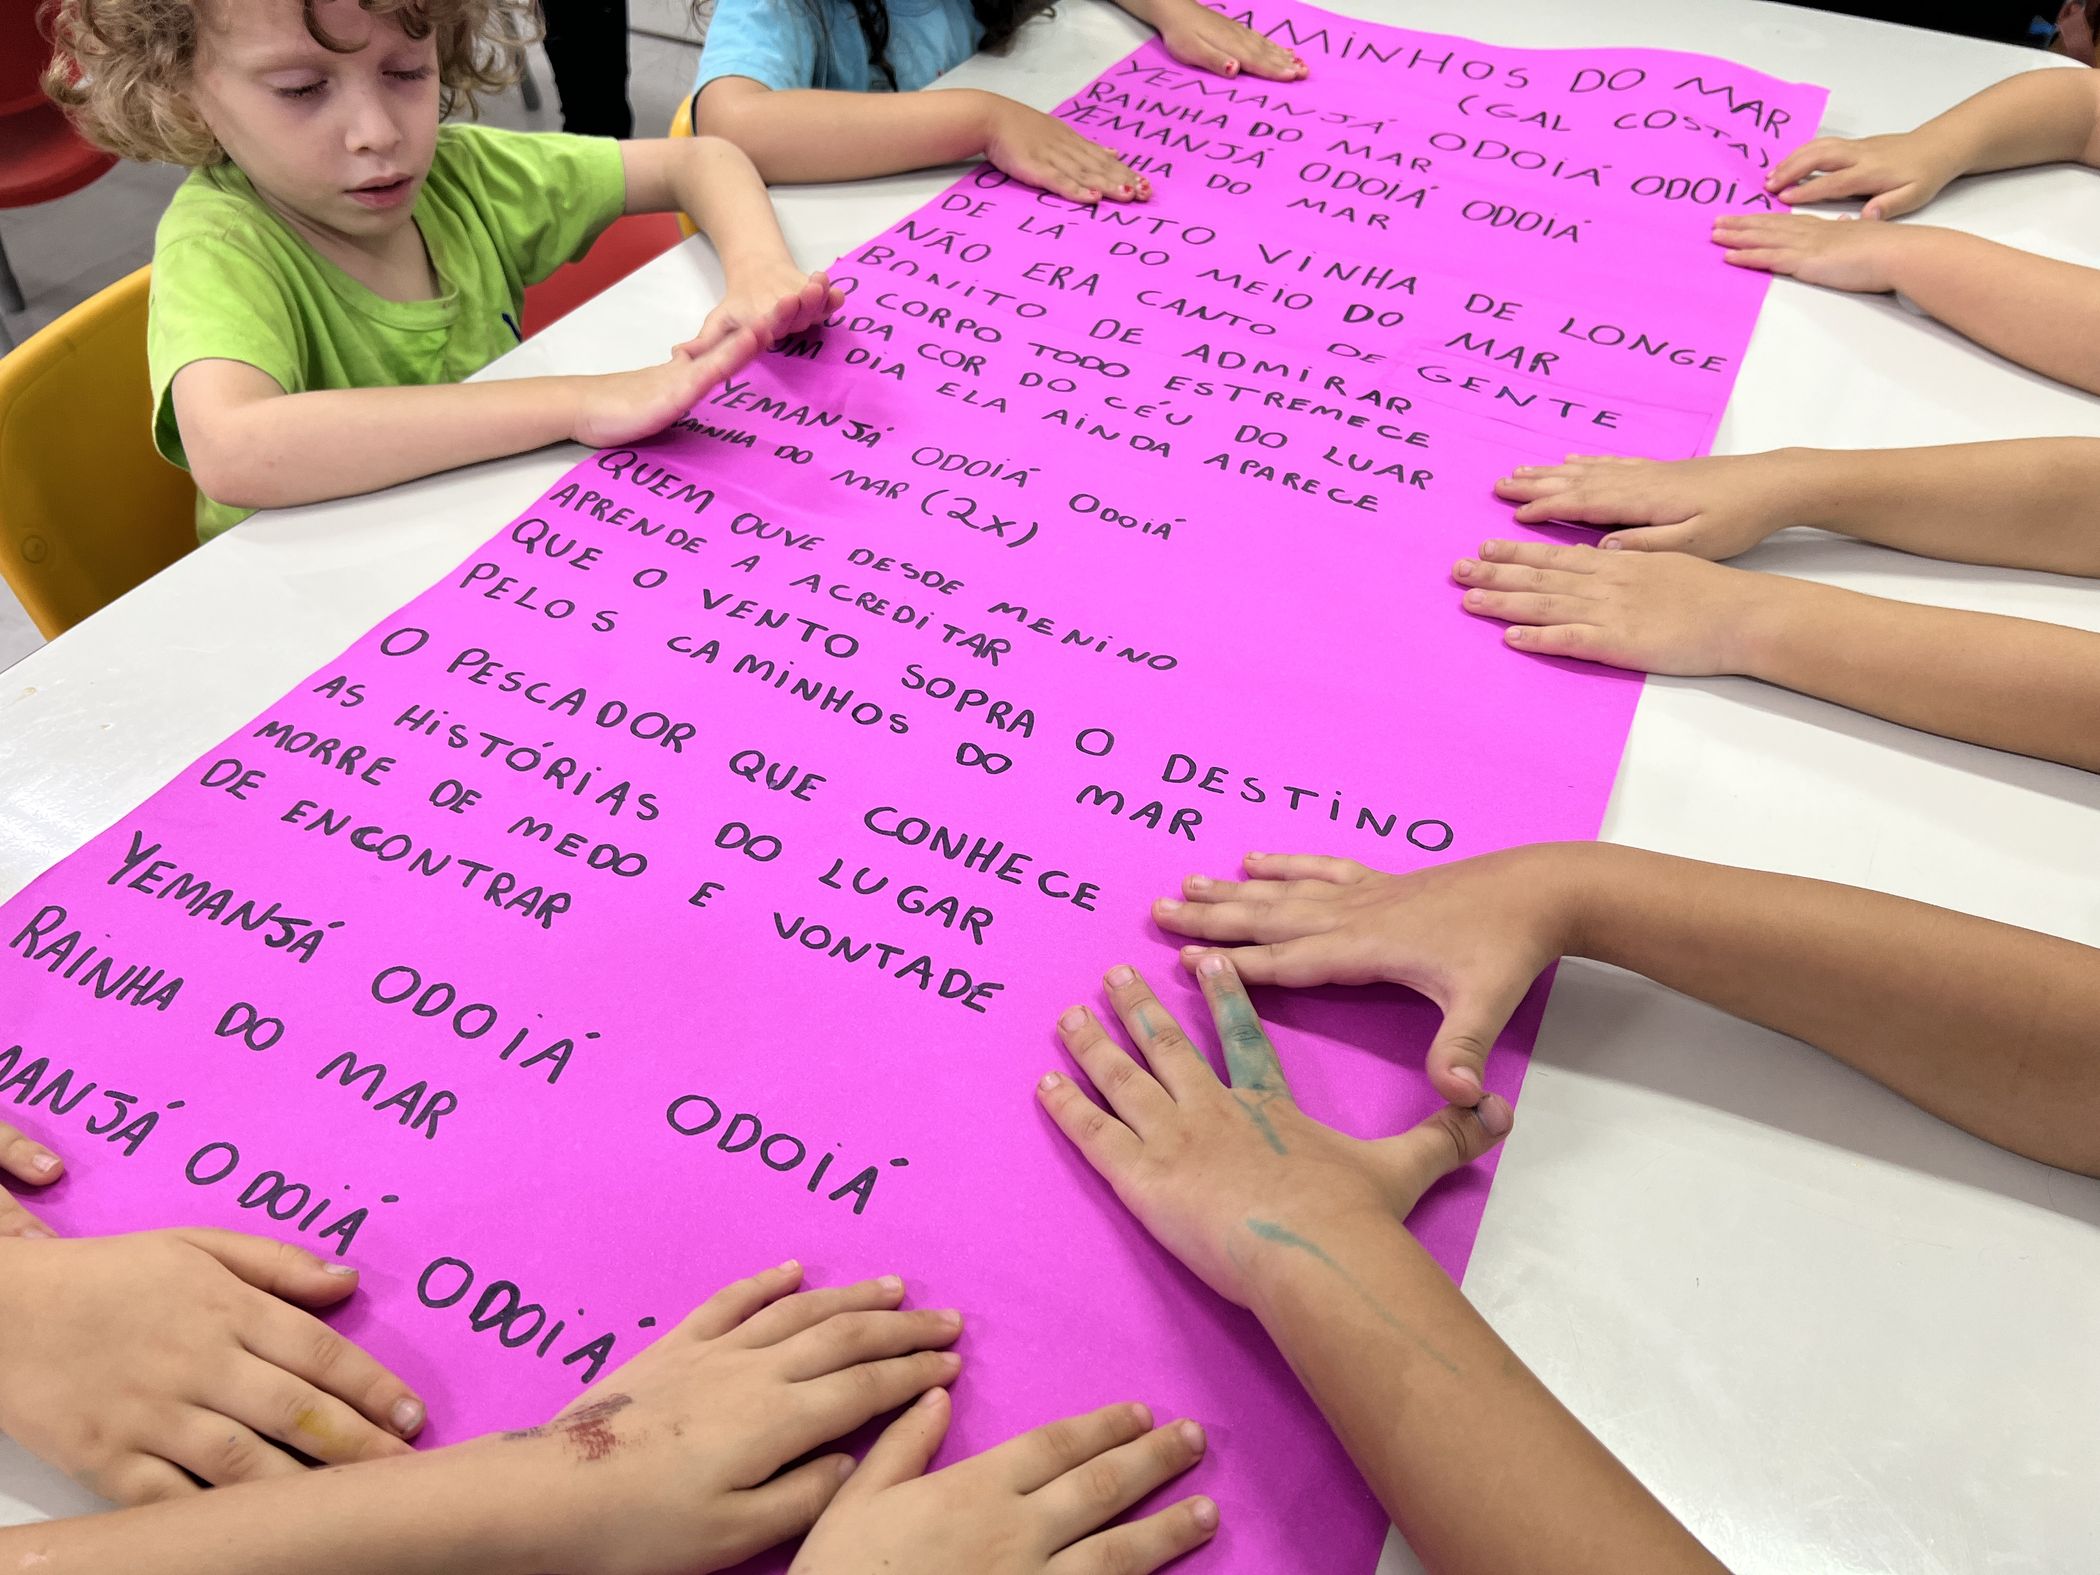 CAMINHOS DO MAR
(GAL COSTA)
YEMANJÁ ODOIÁ ODOIÁ
RAINHA DO MAR
YEMANJÁ ODOIÁ ODOIÁ
DO MAR
O CANTO VINHA DE LONGE
DE LÁ DO MEIO DO MAR
NÃO ERA CANTO DE GENTE
BONITO DE ADMIRAR
O CORPO TODO ESTREMECE
MUDA COR DO CÉU DO LUAR
UM DIA ELA AINDA APARECE
YEMANJÁ ODOIÁ ODOIÁ
RAINHA DO MAR (2X)
QUEM OUVE DESDE MENINO
APRENDE A ACREDITAR
QUE O VENTO SOPRA O DESTINO
PELOS CAMINHOS DO MAR
O PESCADOR QUE CONHECE
AS HISTÓRIAS DO LUGAR
MORRE DE MEDO E VONTADE
DE ENCONTRAR
YEMANJÁ ODOIÁ ODOIÁ
RAINHA DO MAR
MANJÁ ODOIÁ ODOIÁ